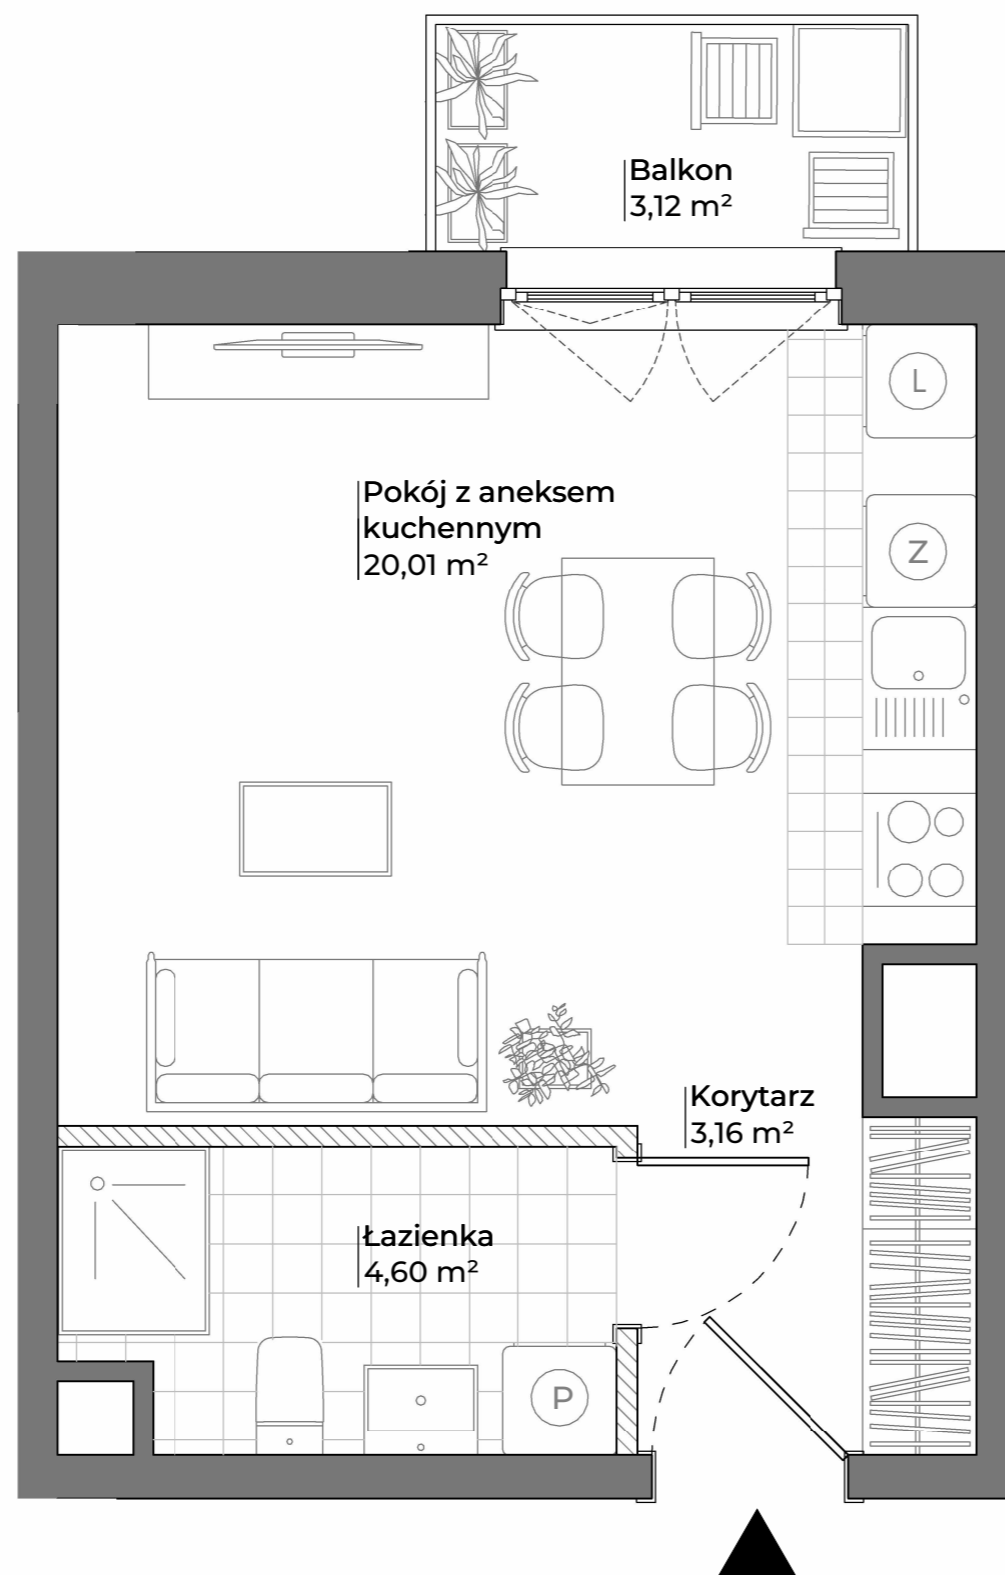 Balkon
3,12 m²
L
Pokój z aneksem
kuchennym
20,01 m²
Z
Korytarz
3,16 m²
Łazienka
4,60 m²
P